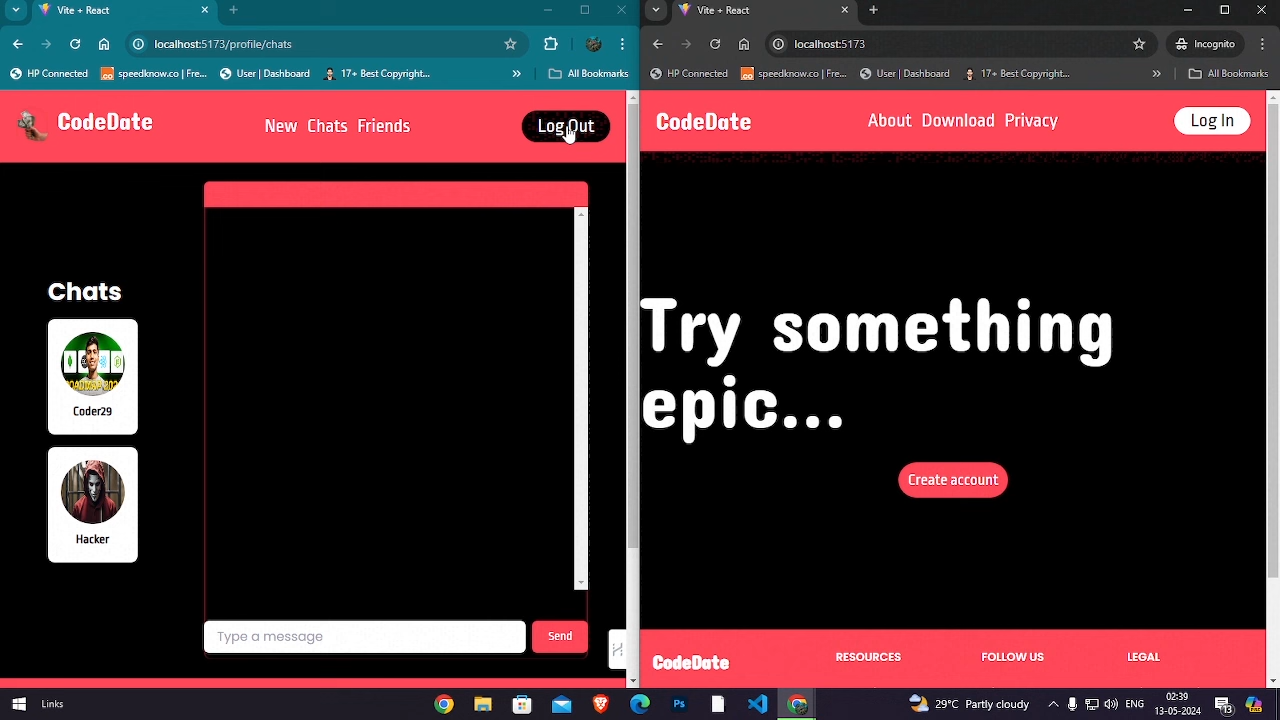 Vite + React
localhost:5173/profile/chats
HP Connected
speedknow.co | Fre...
User | Dashboard
17+ Best Copyright...
All Bookmarks
CodeDate
New Chats Friends
Log Out
Chats
Coder29
Hacker
Type a message
Send
Vite + React
localhost:5173
Incognito
HP Connected
speedknow.co | Fre...
User | Dashboard
17+ Best Copyright...
All Bookmarks
CodeDate
About Download Privacy
Log In
Try something
epic...
Create account
CodeDate
RESOURCES
FOLLOW US
LEGAL
Links
Ps
29°C Partly cloudy
ENG
02:39
13-05-2024